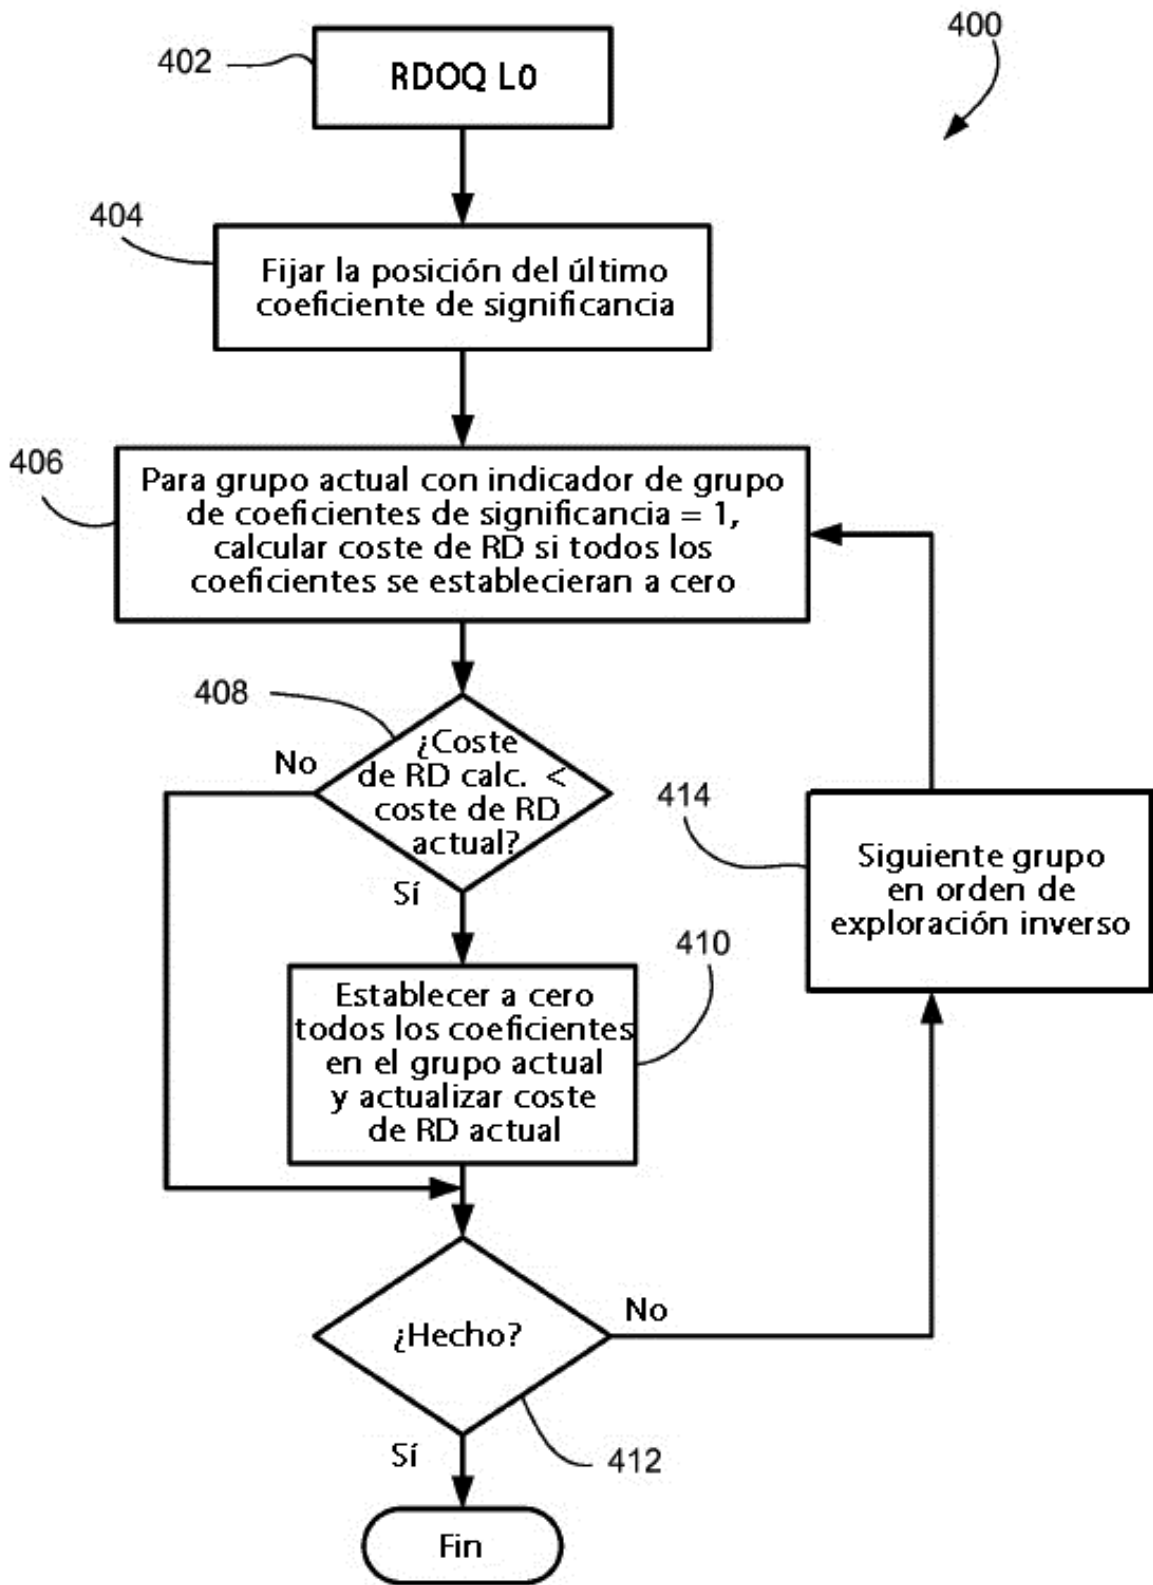 400
402
RDOQ L0
404
Fijar la posición del último
coeficiente de significancia
406
Para grupo actual con indicador de grupo
de coeficientes de significancia = 1,
calcular coste de RD si todos los
coeficientes se establecieran a cero
408
No
¿Coste
de RD calc. <
coste de RD
actual?
Sí
414
Siguiente grupo
en orden de
exploración inverso
410
Establecer a cero
todos los coeficientes
en el grupo actual
y actualizar coste
de RD actual
¿Hecho?
No
412
Sí
Fin